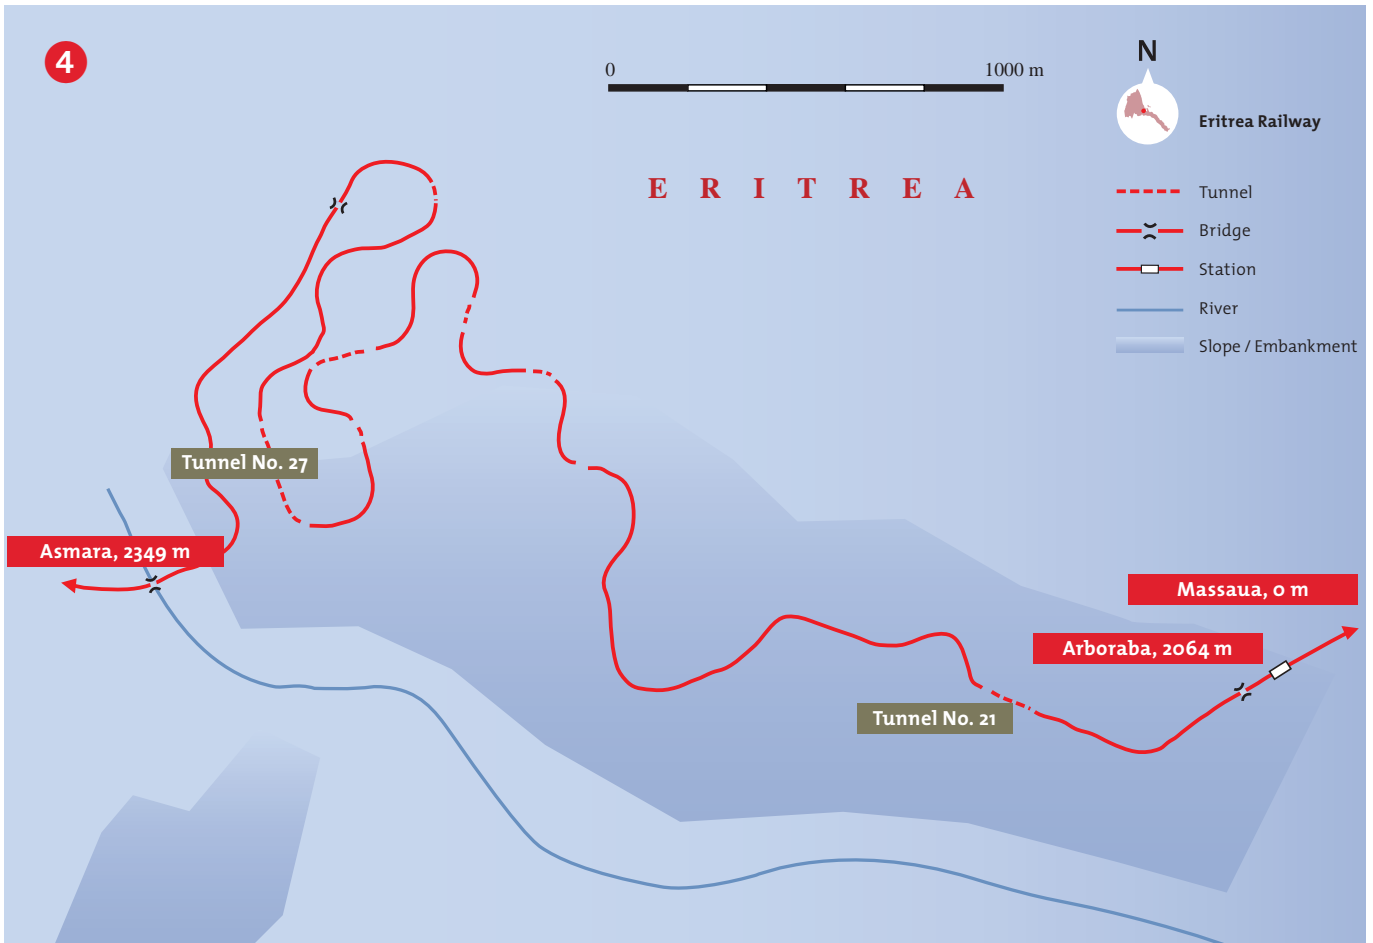 4
0 1000 m
N
Eritrea Railway
ERITREA
Tunnel
Bridge
Station
River
Slope / Embankment
Tunnel No. 27
Asmara, 2349 m
Massaua, 0 m
Arboraba, 2064 m
Tunnel No. 21